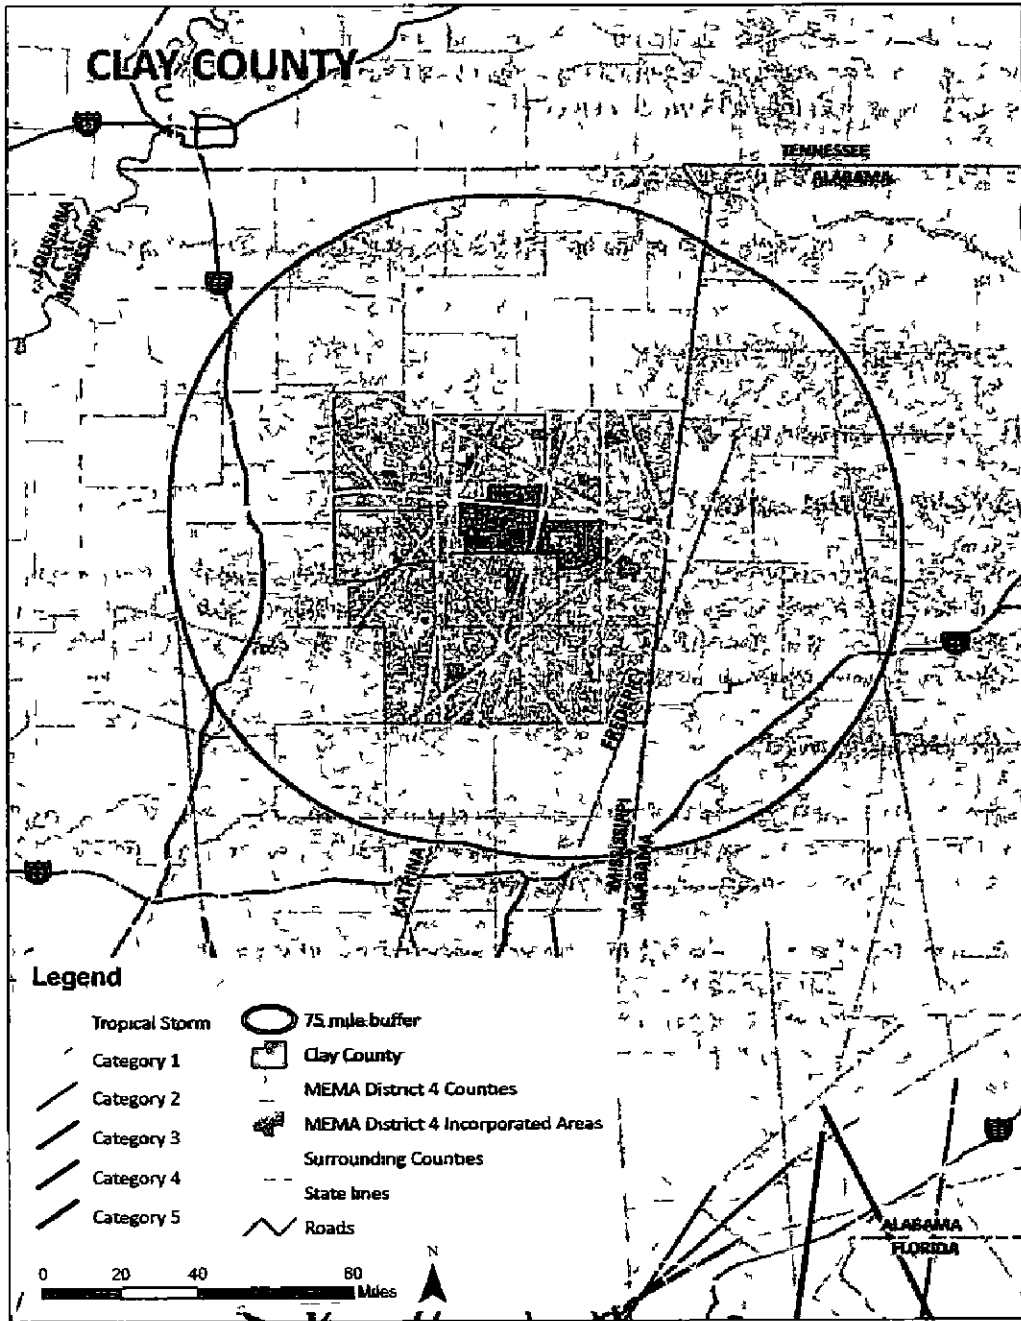 CLAY COUNTY
TENNESSEE
ALABAMA
LOUISIANA
MISSISSIPPI
FREDERIC
MISSISSIPPI
ALABAMA
KATRINA
Legend
Tropical Storm
Category 1
Category 2
Category 3
Category 4
Category 5
75 mile buffer
Clay County
MEMA District 4 Counties
MEMA District 4 Incorporated Areas
Surrounding Counties
State lines
Roads
ALABAMA
FLORIDA
N
0 20 40 80
Miles